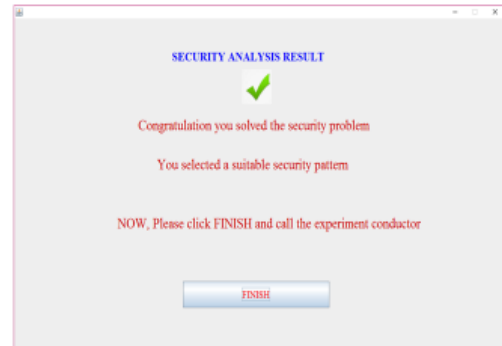 SECURITY ANALYSIS RESULT
Congratulation you solved the security problem
You selected a suitable security pattern
NOW, Please click FINISH and call the experiment conductor
FINISH